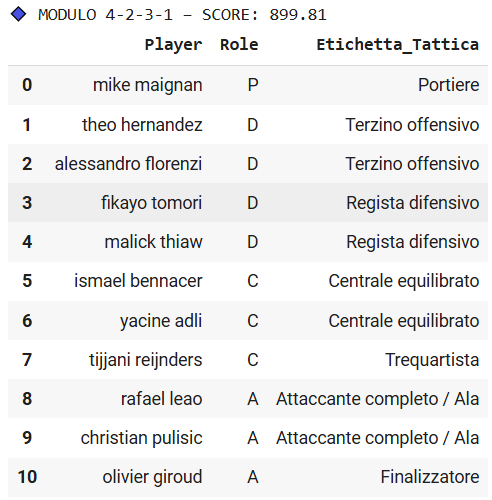 MODULO 4-2-3-1 – SCORE: 899.81
Player Role Etichetta_Tattica
0 mike maignan P Portiere
1 theo hernandez D Terzino offensivo
2 alessandro florenzi D Terzino offensivo
3 fikayo tomori D Regista difensivo
4 malick thiaw D Regista difensivo
5 ismael bennacer C Centrale equilibrato
6 yacine adli C Centrale equilibrato
7 tijjani reijnders C Trequartista
8 rafael leao A Attaccante completo / Ala
9 christian pulisic A Attaccante completo / Ala
10 olivier giroud A Finalizzatore